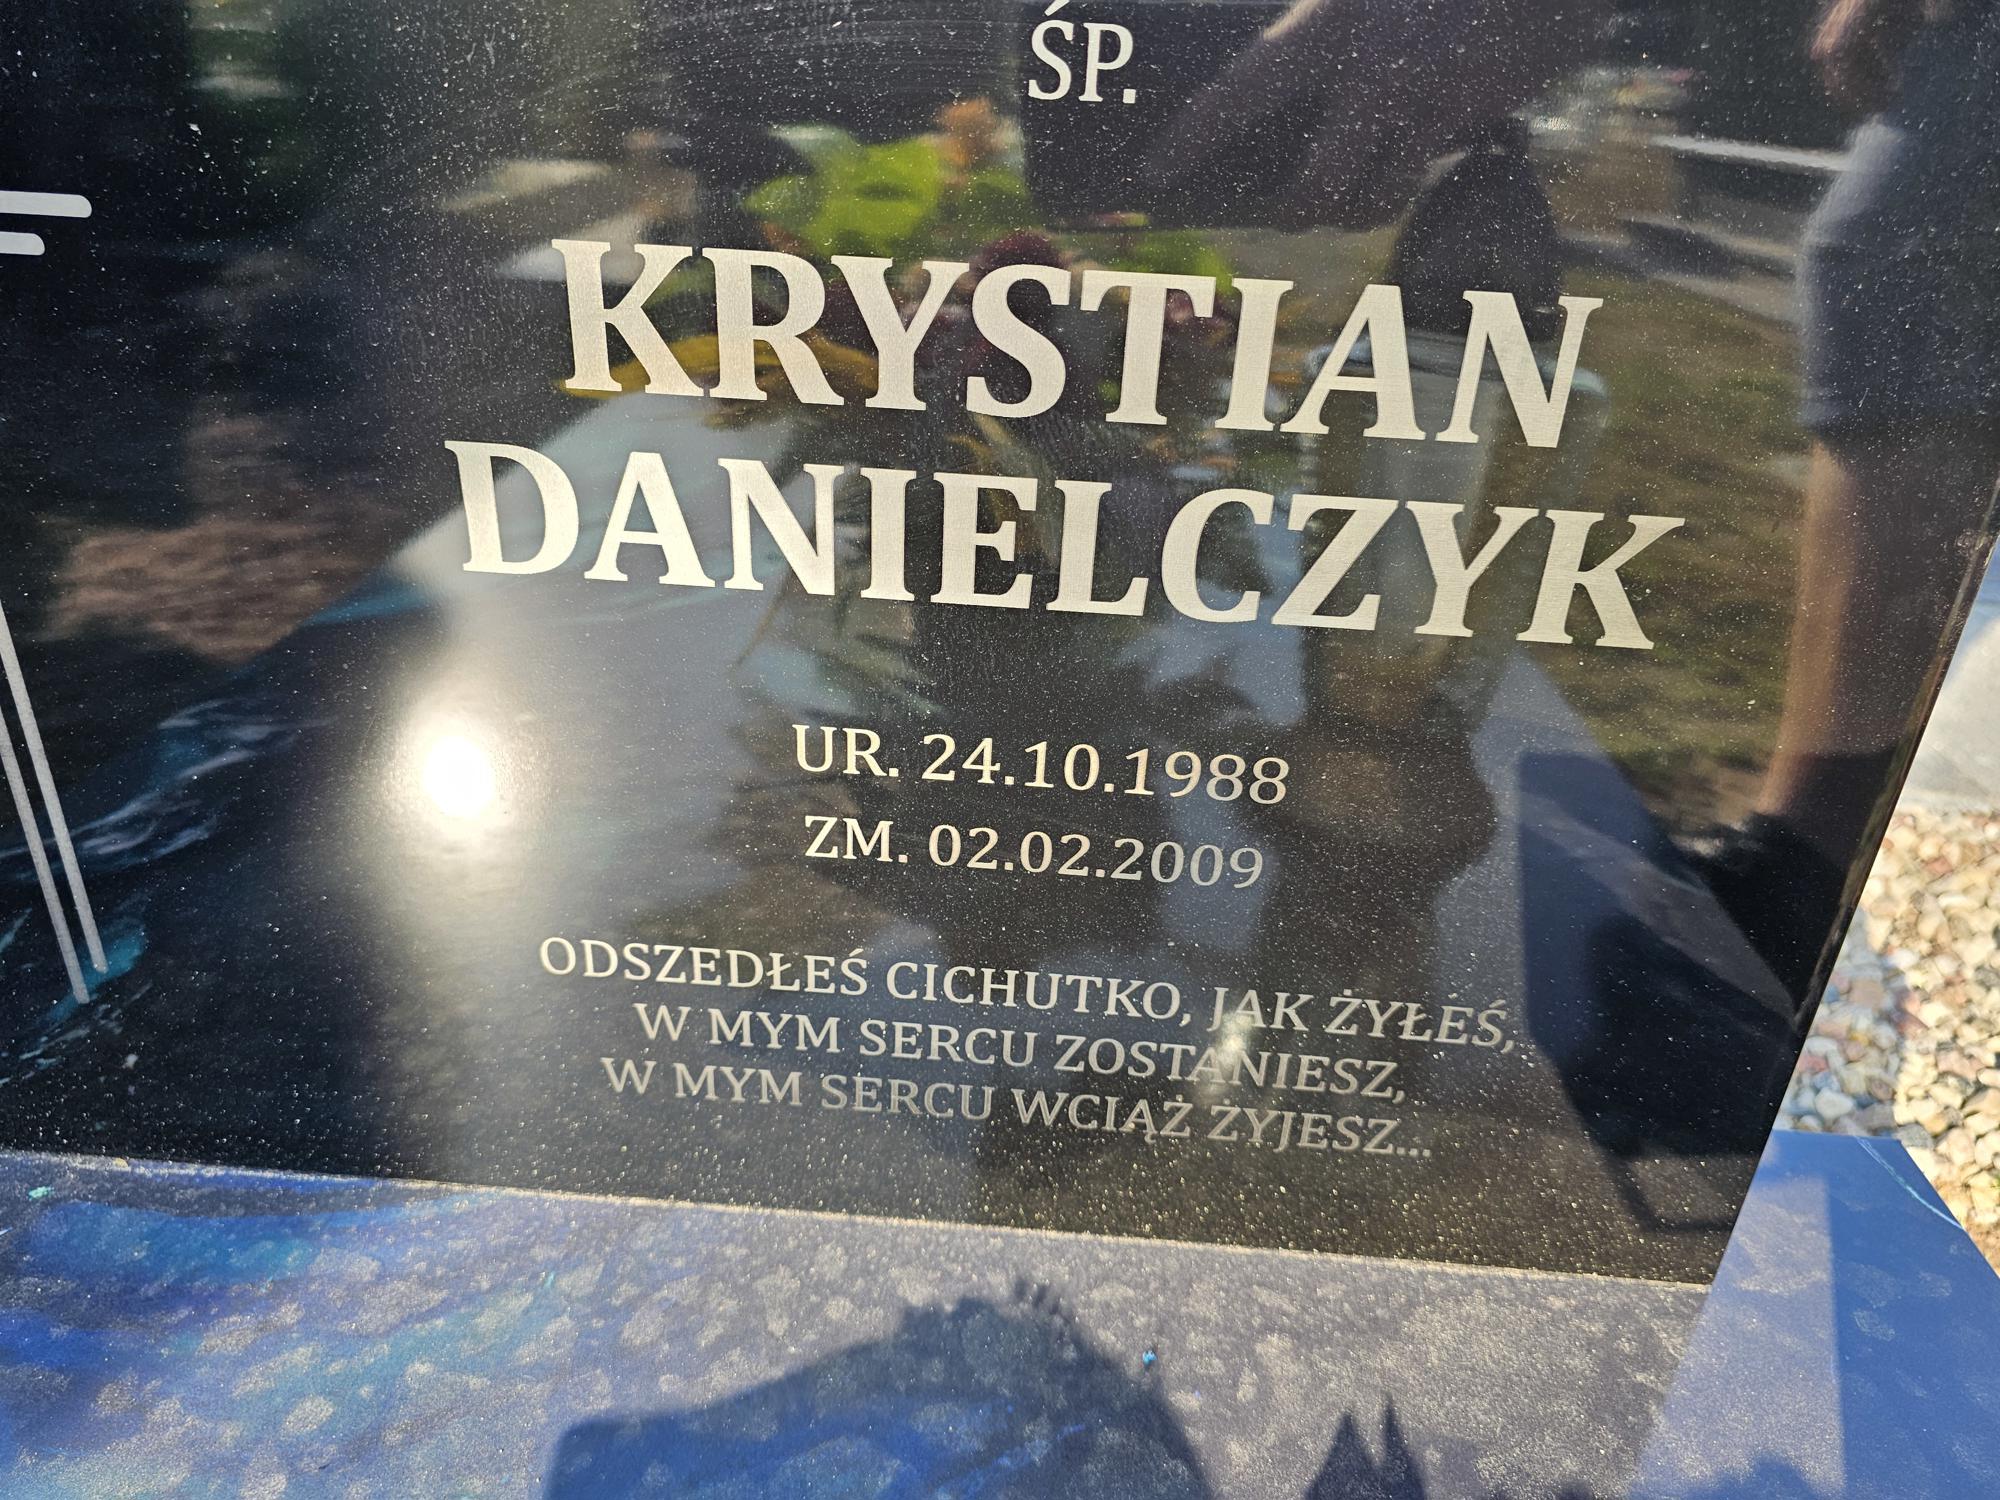 ŚP.
KRYSTIAN
DANIELCZYK
UR. 24.10.1988
ZM. 02.02.2009
ODSZEDŁEŚ CICHUTKO, JAK ŻYŁEŚ,
W MYM SERCU ZOSTANIESZ,
W MYM SERCU WCIĄŻ ŻYJESZ...